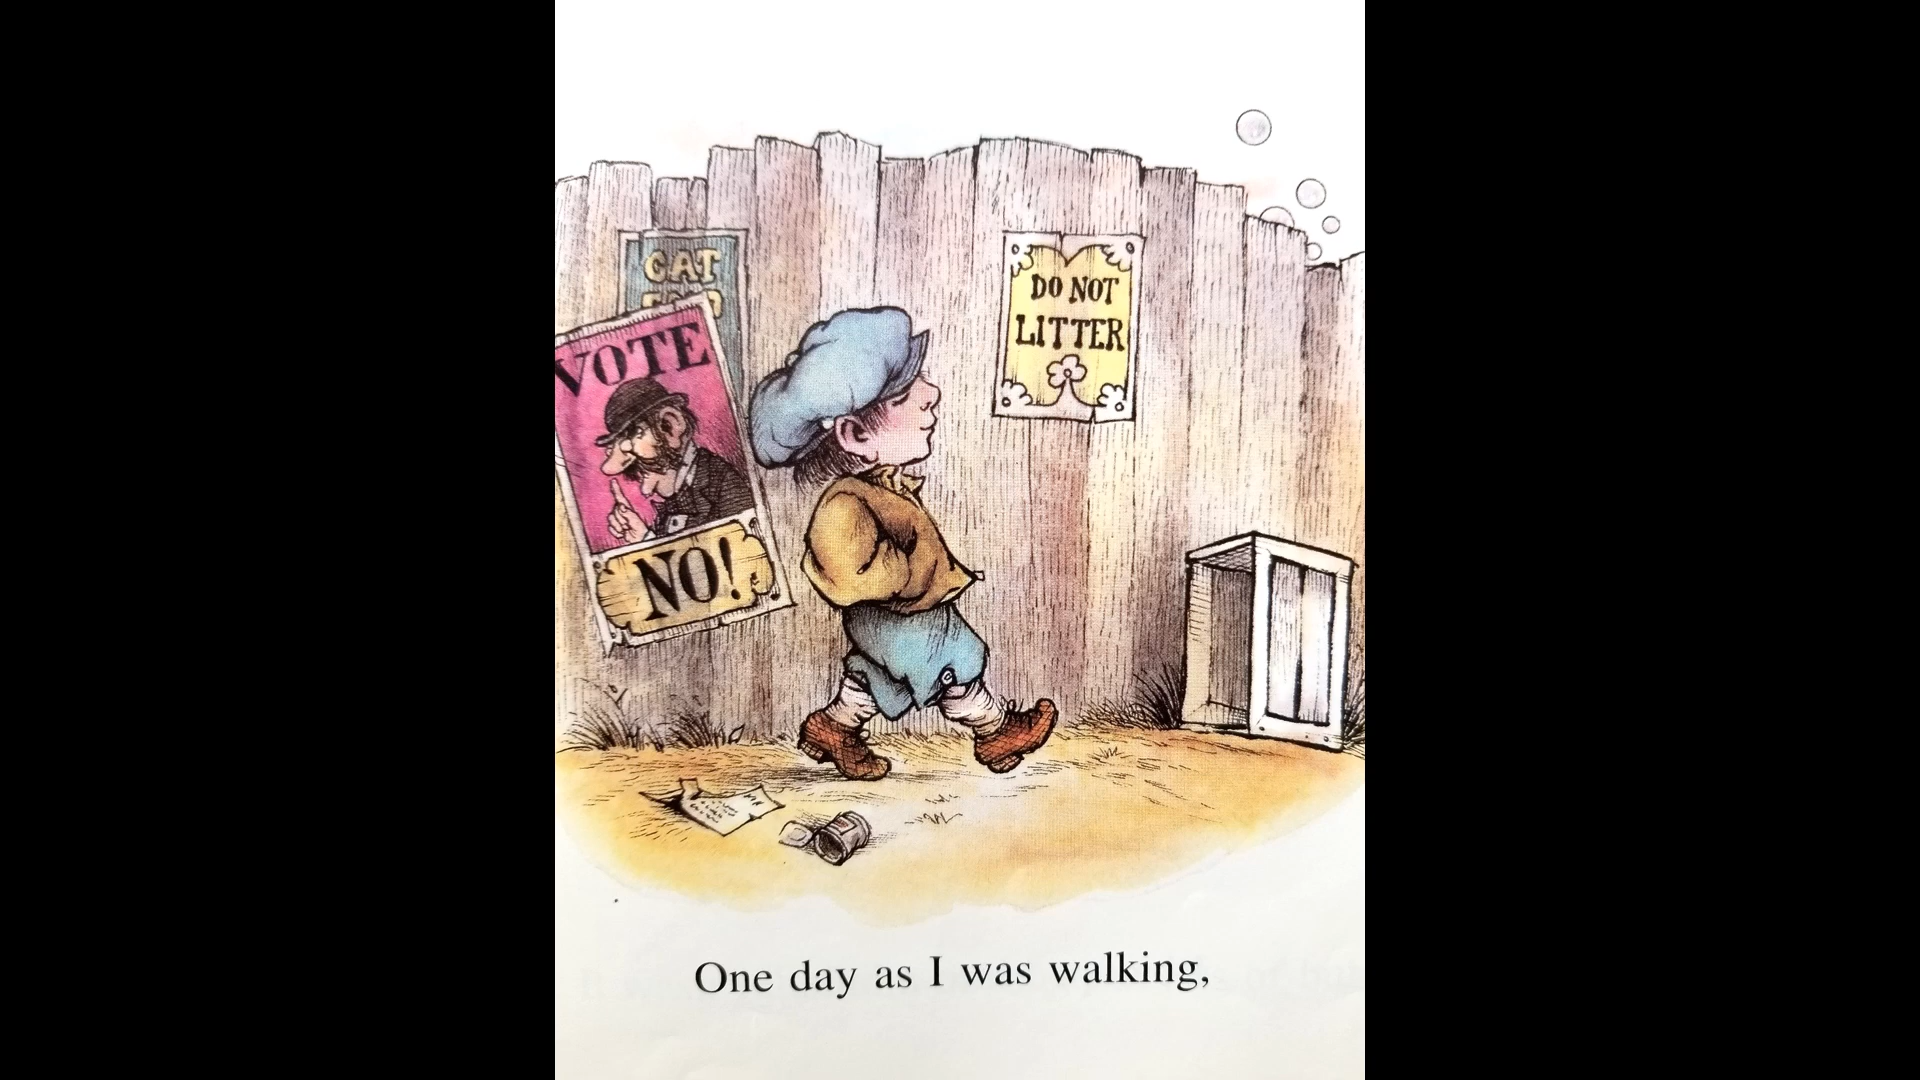 CAT
VOTE
NO!
DO NOT
LITTER
One day as I was walking,